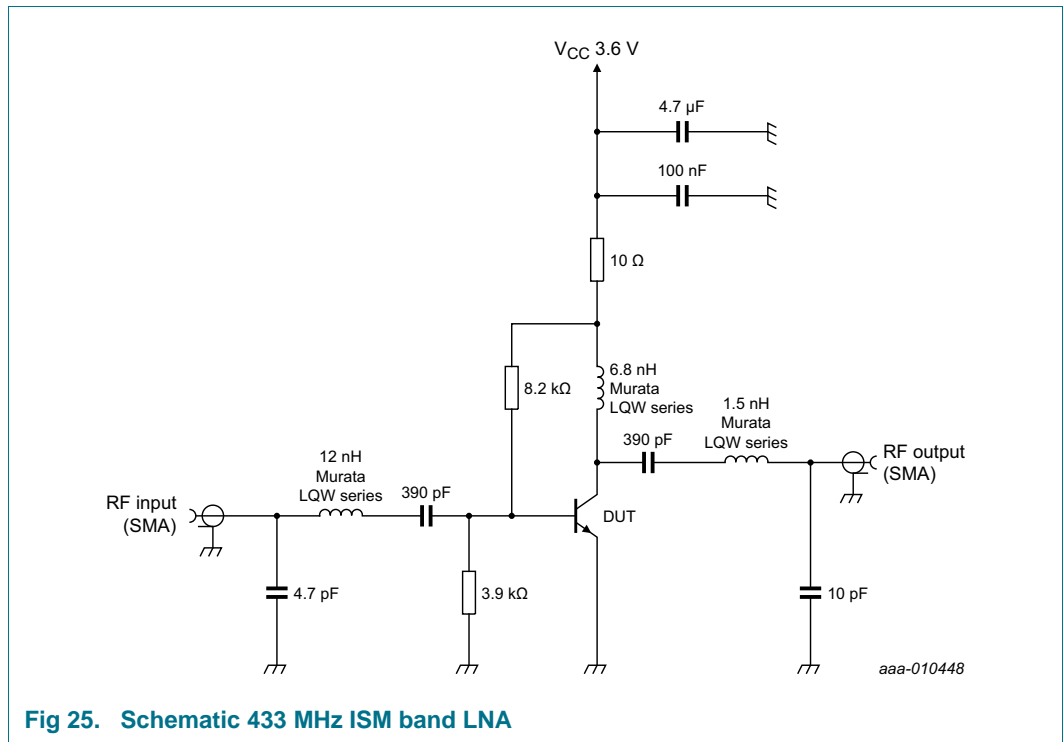 VCC 3.6 V
4.7 µF
100 nF
10 Ω
8.2 kΩ
6.8 nH
Murata
LQW series
1.5 nH
Murata
LQW series
390 pF
RF output
(SMA)
12 nH
Murata
LQW series
390 pF
RF input
(SMA)
DUT
4.7 pF
3.9 kΩ
10 pF
aaa-010448
Fig 25. Schematic 433 MHz ISM band LNA